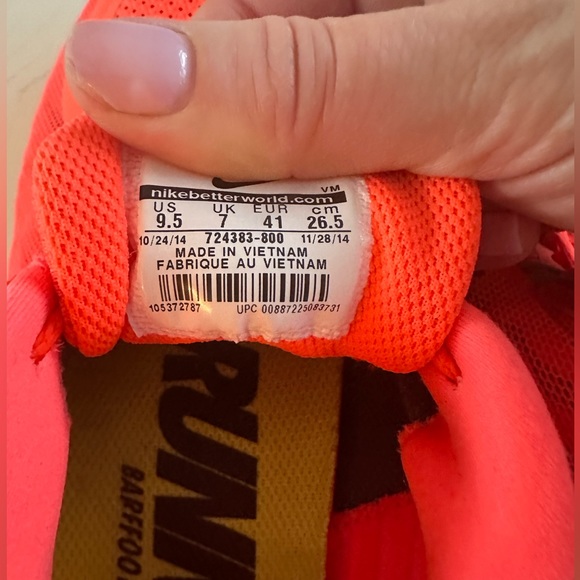 VM
nikebetterworld.com
US UK EUR cm
9.5 7 41 26.5
10/24/14 724383-800 11/28/14
MADE IN VIETNAM
FABRIQUE AU VIETNAM
105372787 UPC 00887225083731